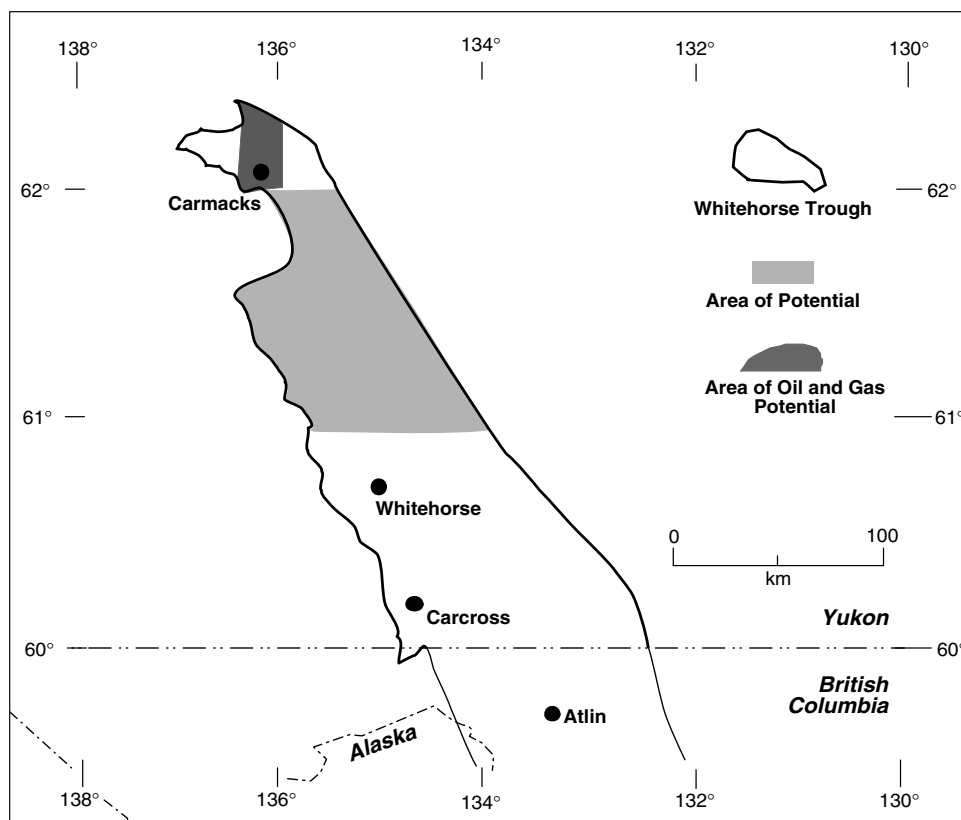 138° 136° 134° 132° 130°
62° 62°
Carmacks
Whitehorse Trough
Area of Potential
Area of Oil and Gas
Potential
61° 61°
Whitehorse
0 100
km
Carcross
Yukon
60° 60°
British
Columbia
Atlin
Alaska
138° 136° 134° 132° 130°